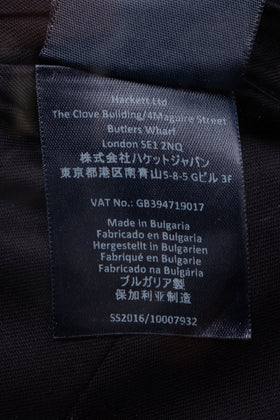 Hackett Ltd
The Clove Building/4Maguire Street
Butlers Wharf
London SE1 2NQ
株式会社ハケットジャパン
東京都港区南青山5-8-5 Gビル 3F
VAT No.: GB394719017
Made in Bulgaria
Fabricado en Bulgaria
Hergestellt in Bulgarien
Fabriqué en Bulgarie
Fabricado na Bulgária
ブルガリア製
保加利亚制造
SS2016/10007932